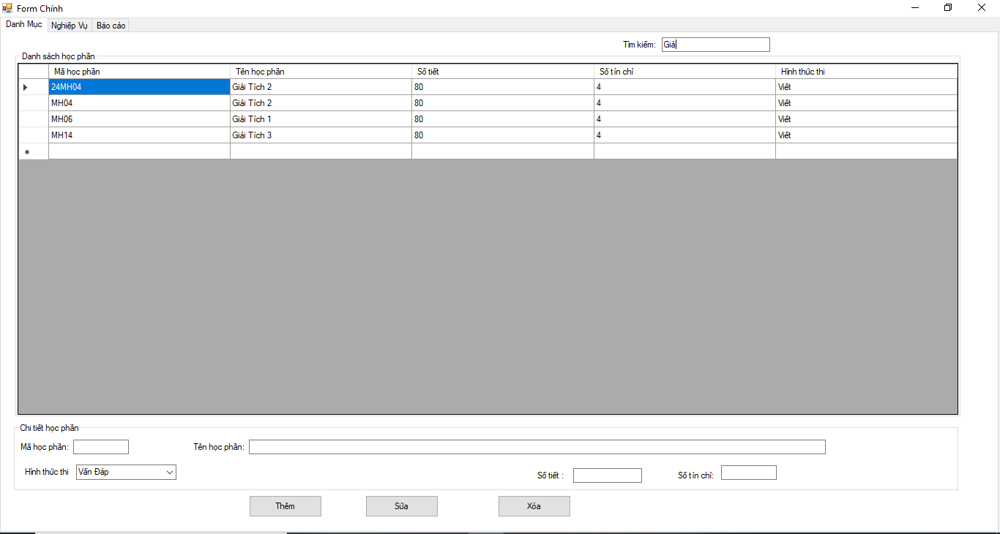 Form Chính
Danh Mục Nghiệp Vụ Báo cáo
Tìm kiếm: Giả
Danh sách học phần
Mã học phần Tên học phần Số tiết Số tín chỉ Hình thức thi
24MH04 Giải Tích 2 80 4 Viết
MH04 Giải Tích 2 80 4 Viết
MH06 Giải Tích 1 80 4 Viết
MH14 Giải Tích 3 80 4 Viết
Chi tiết học phần
Mã học phần: Tên học phần:
Hình thức thi Vấn Đáp Số tiết : Số tín chỉ:
Thêm Sửa Xóa